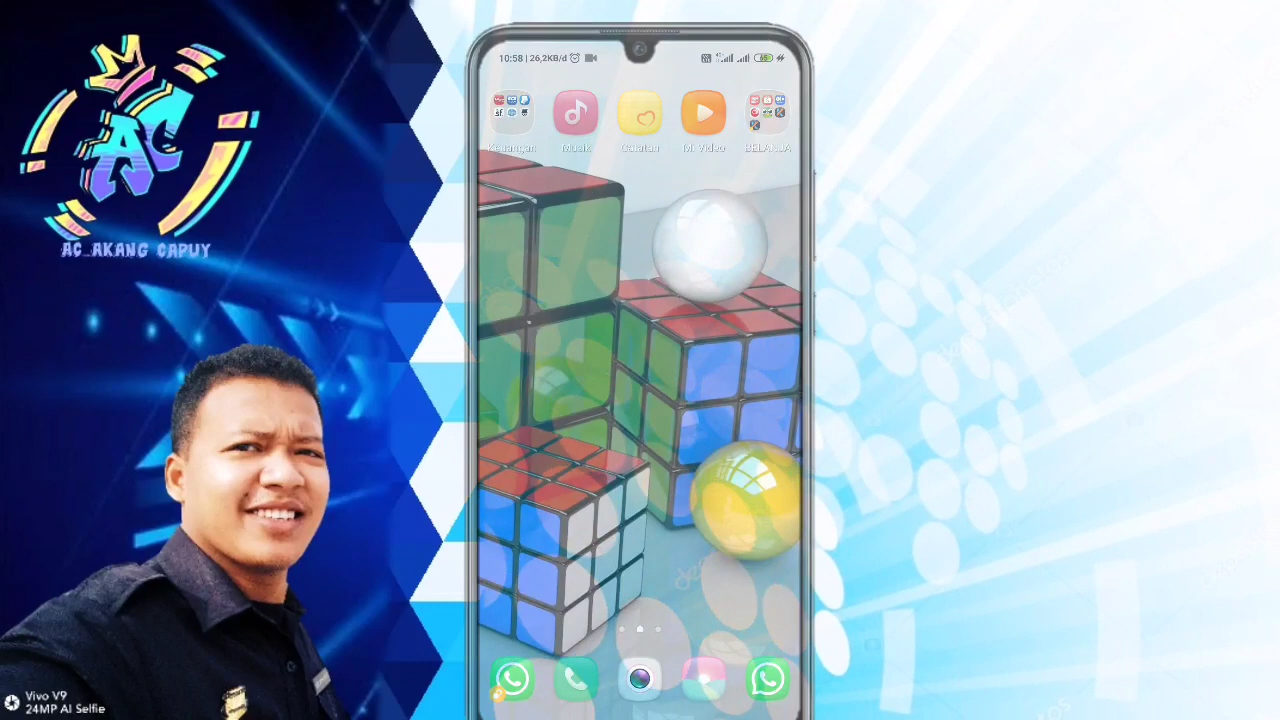 AC
AC_AKANG CAPUY
10:58 | 26,2KB/d
Keuangan
Musik
Catatan
Mi Video
BELANJA
Vivo V9
24MP AI Selfie